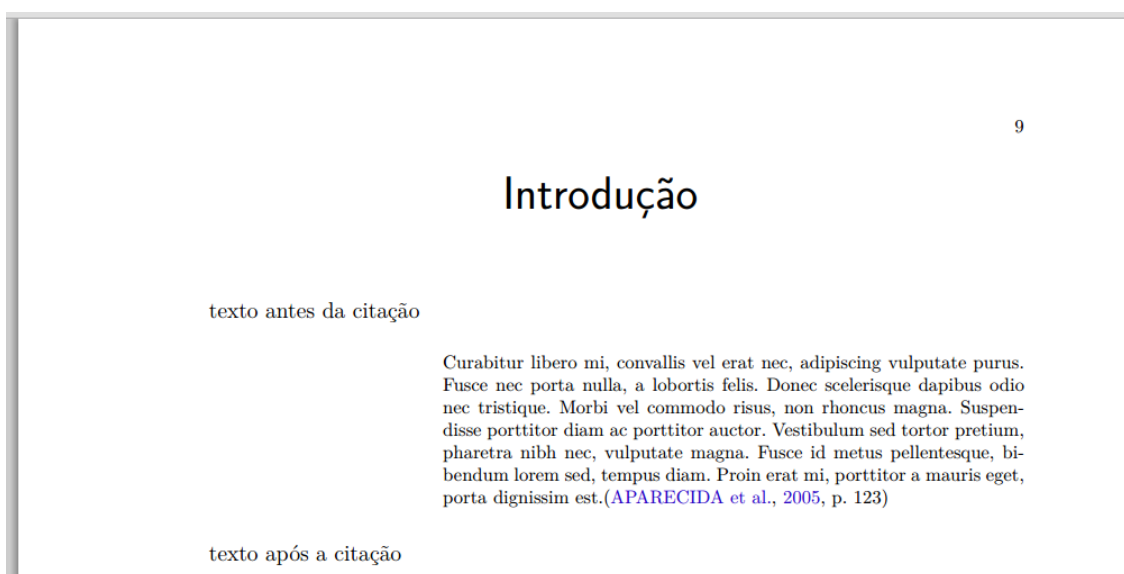 9
Introdução
texto antes da citação
Curabitur libero mi, convallis vel erat nec, adipiscing vulputate purus.
Fusce nec porta nulla, a lobortis felis. Donec scelerisque dapibus odio
nec tristique. Morbi vel commodo risus, non rhoncus magna. Suspen-
disse porttitor diam ac porttitor auctor. Vestibulum sed tortor pretium,
pharetra nibh nec, vulputate magna. Fusce id metus pellentesque, bi-
bendum lorem sed, tempus diam. Proin erat mi, porttitor a mauris eget,
porta dignissim est.(APARECIDA et al., 2005, p. 123)
texto após a citação